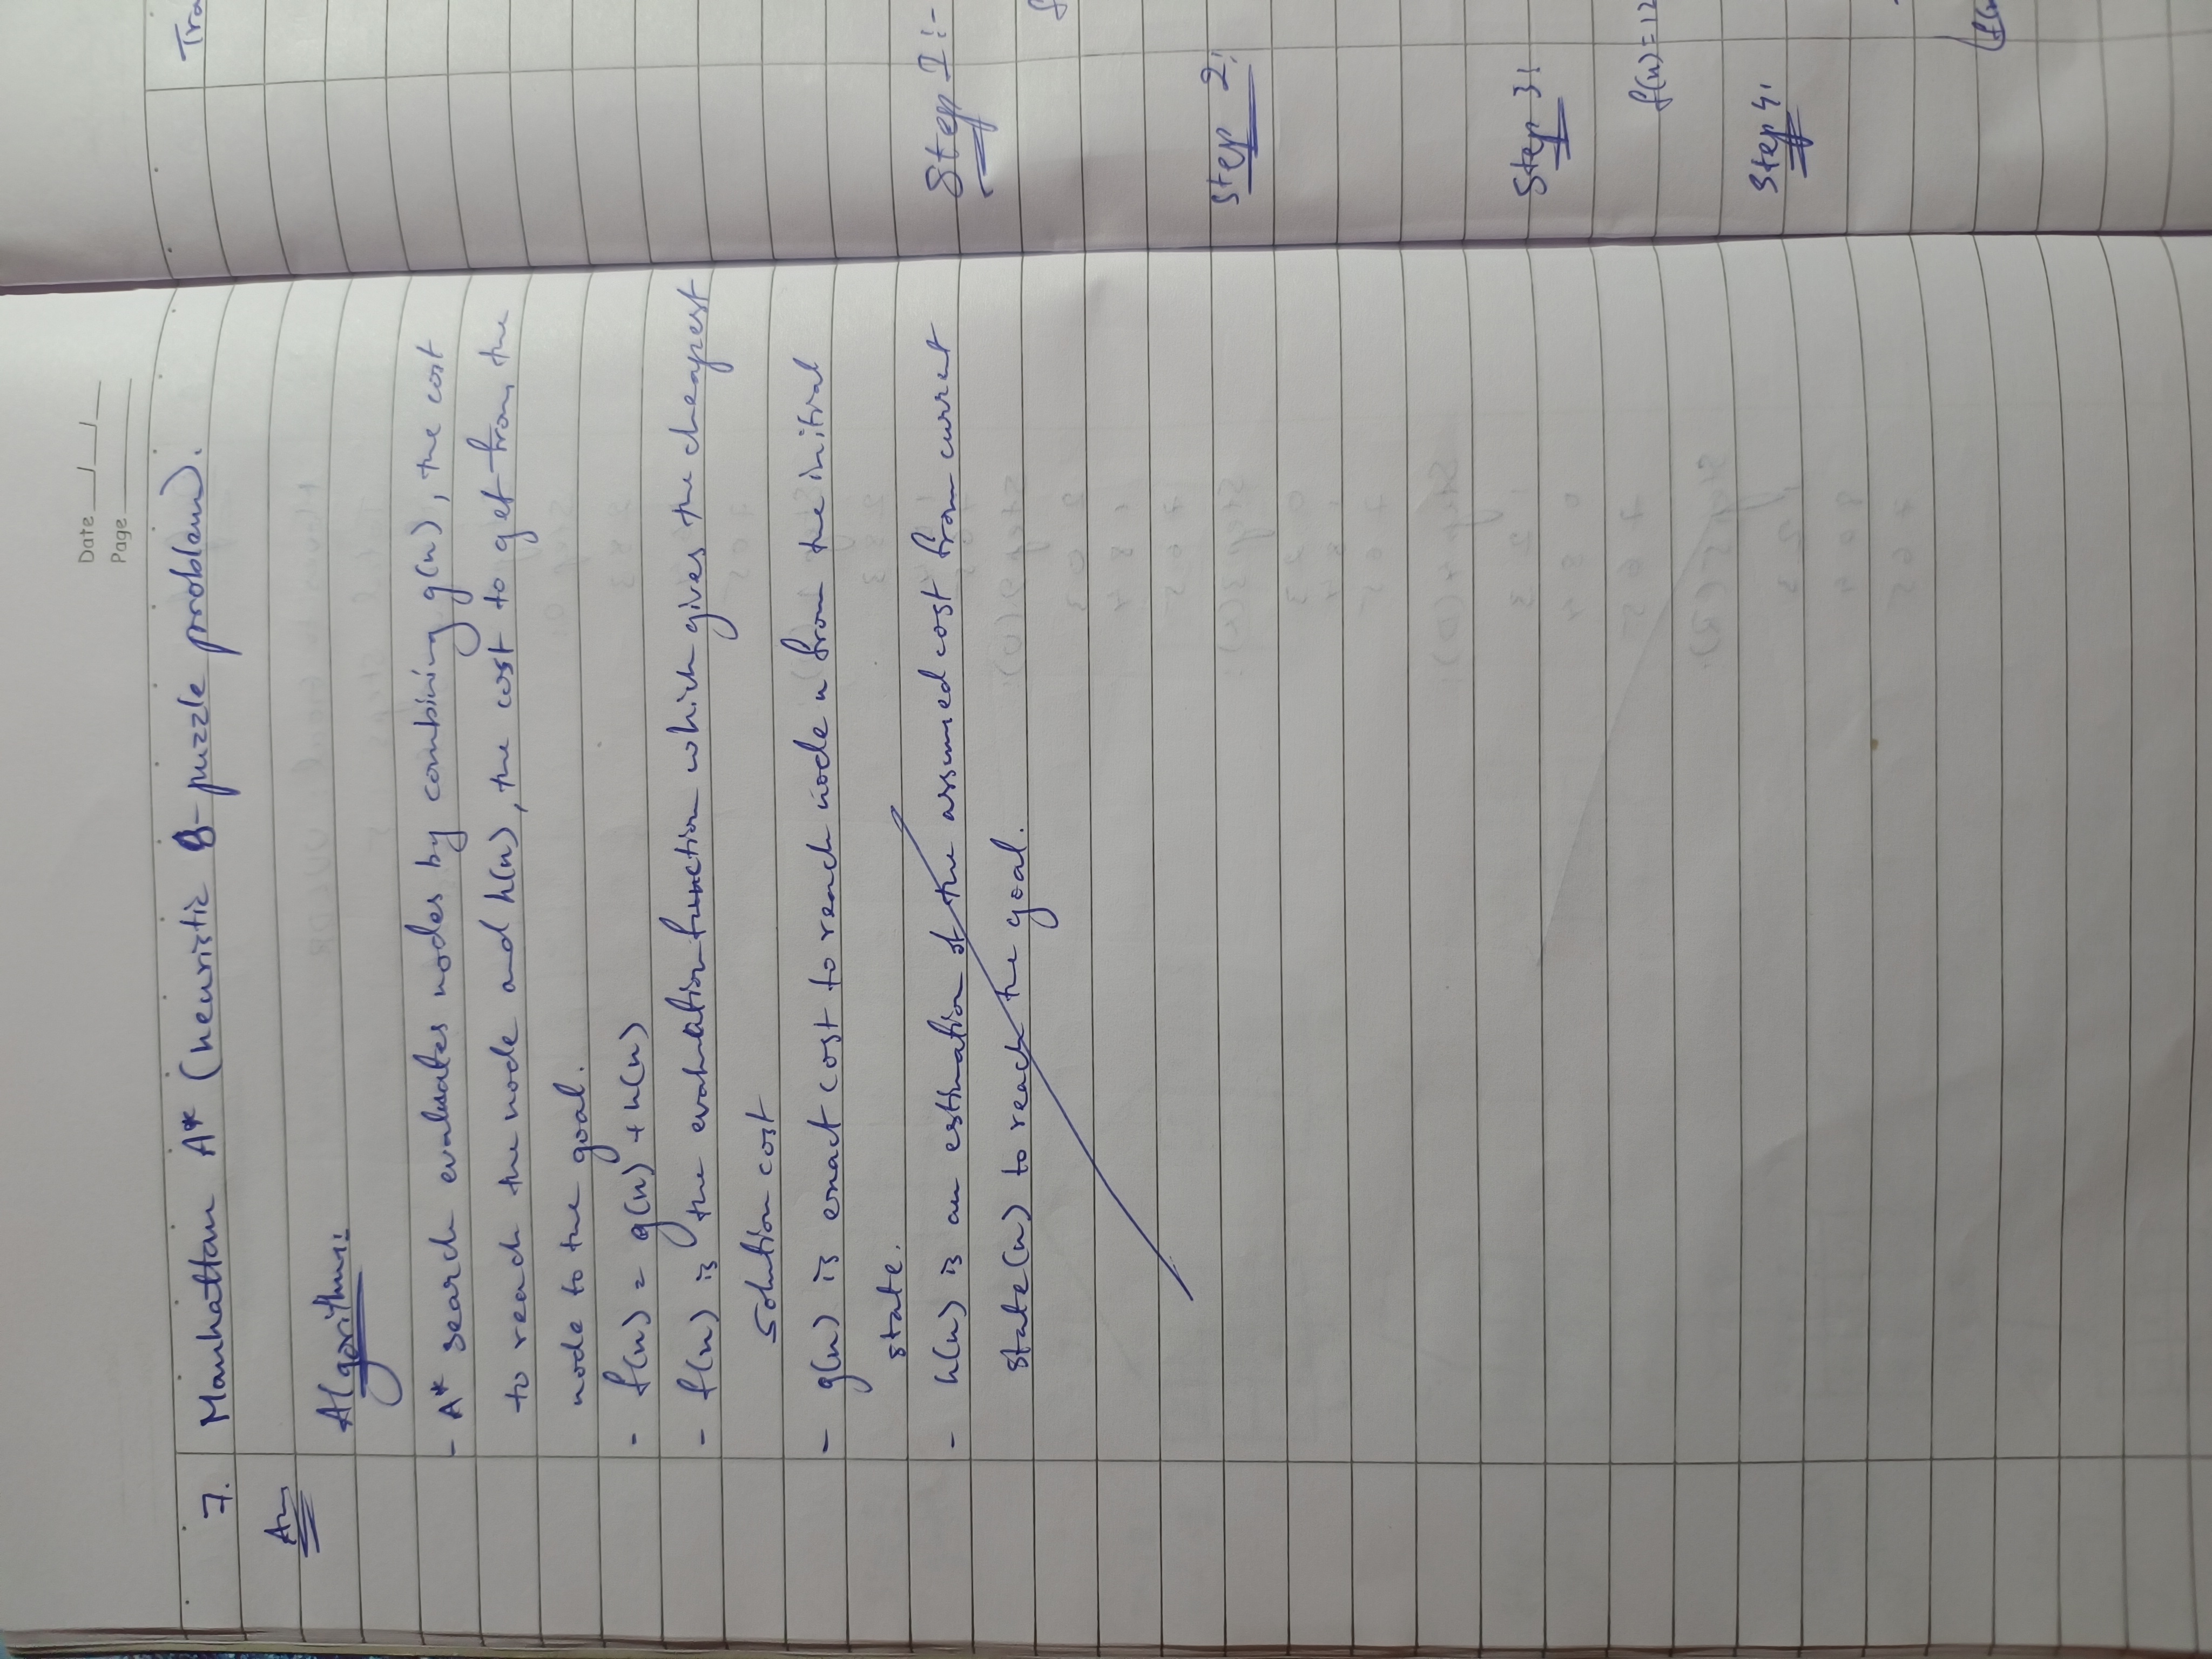 Date __/__/__
Page ______
7. Manhattan A* (heuristic 8-puzzle problem).
Ans
Algorithm:
- A* search evaluates nodes by combining g(n), the cost
to reach the node and h(n), the cost to get from the
node to the goal.
- f(n) = g(n) + h(n)
- f(n) is the evaluation function which gives the cheapest
solution cost
- g(n) is exact cost to reach node n from the initial
state.
- h(n) is an estimation of the assumed cost from current
state (n) to reach the goal.
Tra
Step 1:-
Step 2:
Step 3:
f(n) = 12
Step 4: